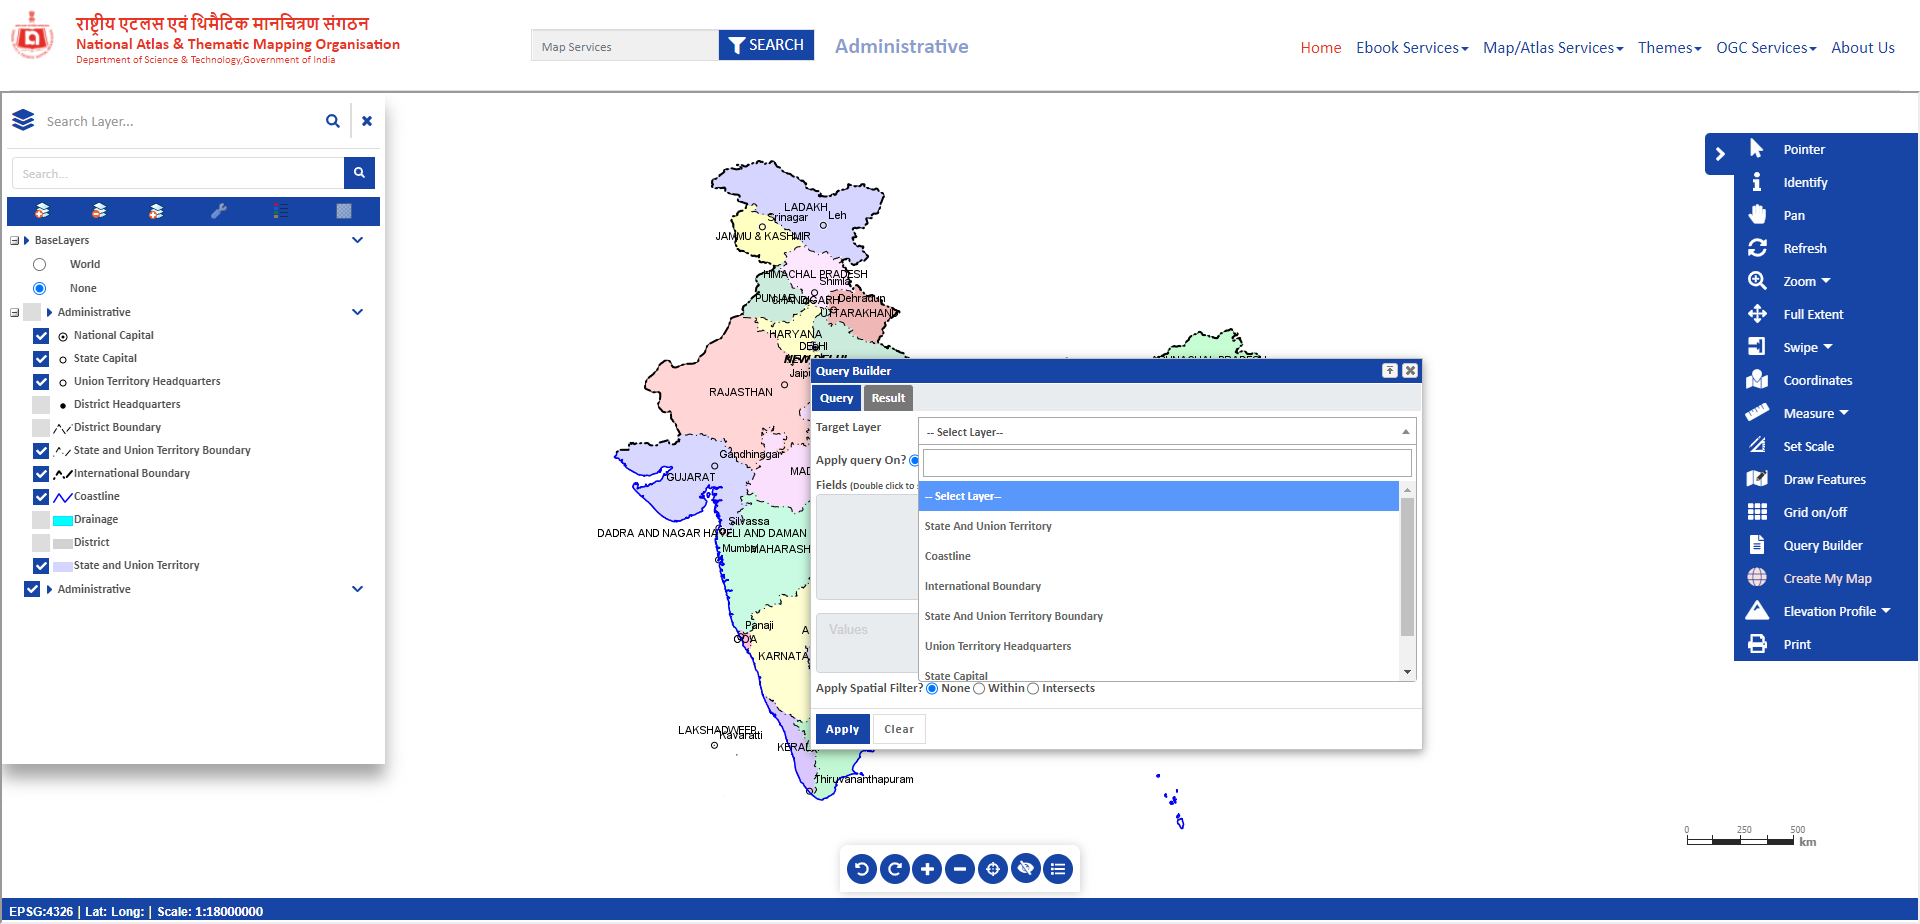 राष्ट्रीय एटलस एवं थिमैटिक मानचित्रण संगठन
National Atlas & Thematic Mapping Organisation
Department of Science & Technology,Government of India
Map Services
SEARCH
Administrative
Home
Ebook Services
Map/Atlas Services
Themes
OGC Services
About Us
Search Layer...
Search...
BaseLayers
World
None
Administrative
National Capital
State Capital
Union Territory Headquarters
District Headquarters
District Boundary
State and Union Territory Boundary
International Boundary
Coastline
Drainage
District
State and Union Territory
Administrative
LADAKH
Srinagar
Leh
JAMMU & KASHMIR
HIMACHAL PRADESH
Shimla
PUNJAB
CHANDIGARH
Dehradun
UTTARAKHAND
HARYANA
DELHI
NEW DELHI
Jaipu
RAJASTHAN
Gandhinagar
GUJARAT
MAD
Silvassa
DADRA AND NAGAR HAVELI AND DAMAN
Mumbai
MAHARASH
Panaji
GOA
A
KARNATA
LAKSHADWEEP
Kavaratti
KERALA
Thiruvananthapuram
Query Builder
Query
Result
Target Layer
-- Select Layer--
Apply query On?
Fields (Double click to
-- Select Layer--
State And Union Territory
Coastline
International Boundary
State And Union Territory Boundary
Union Territory Headquarters
State Capital
Values
Apply Spatial Filter?
None
Within
Intersects
Apply
Clear
Pointer
Identify
Pan
Refresh
Zoom
Full Extent
Swipe
Coordinates
Measure
Set Scale
Draw Features
Grid on/off
Query Builder
Create My Map
Elevation Profile
Print
0 250 500
km
EPSG:4326 | Lat: Long: | Scale: 1:18000000